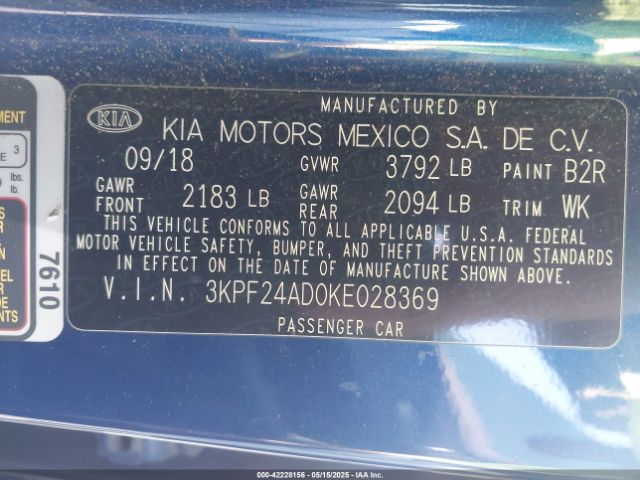 MANUFACTURED BY
KIA KIA MOTORS MEXICO S.A. DE C.V.
09/18 GVWR 3792 LB PAINT B2R
GAWR FRONT 2183 LB GAWR REAR 2094 LB TRIM WK
THIS VEHICLE CONFORMS TO ALL APPLICABLE U.S.A. FEDERAL
MOTOR VEHICLE SAFETY, BUMPER, AND THEFT PREVENTION STANDARDS
IN EFFECT ON THE DATE OF MANUFACTURE SHOWN ABOVE.
V.I.N. 3KPF24AD0KE028369
PASSENGER CAR
3
lbs.
lbs.
7610
000-42228156 - 05/15/2025 - IAAI.COM